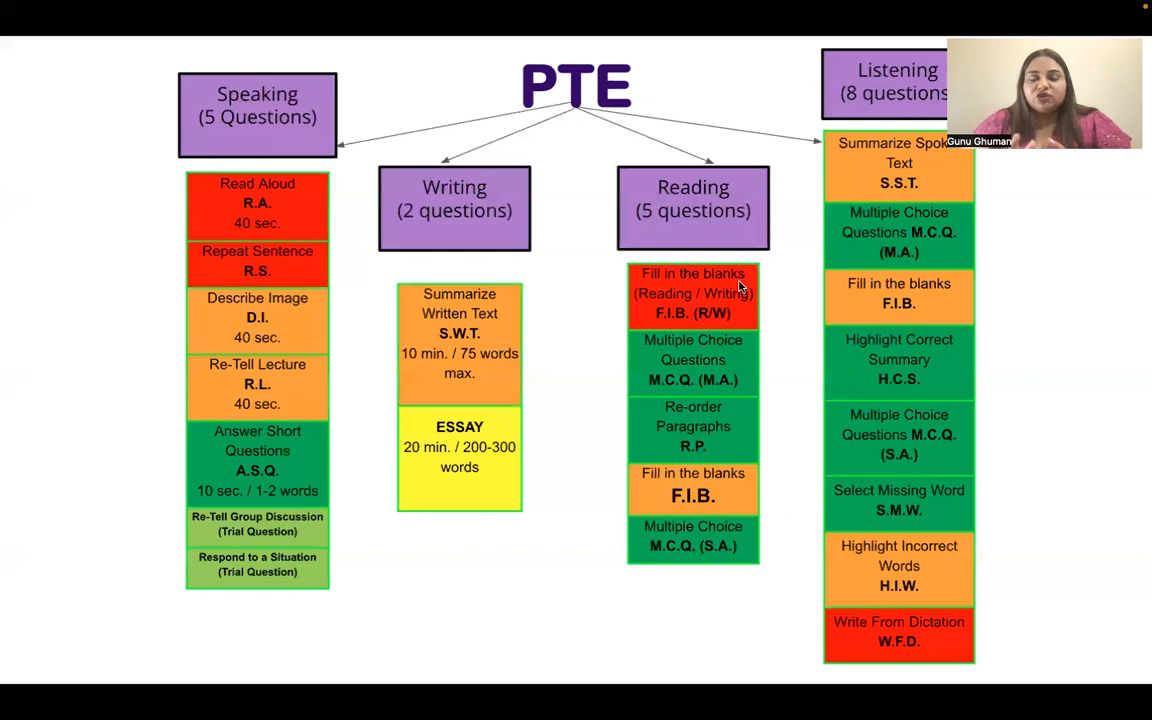 PTE
Speaking
(5 Questions)
Read Aloud
R.A.
40 sec.
Repeat Sentence
R.S.
Describe Image
D.I.
40 sec.
Re-Tell Lecture
R.L.
40 sec.
Answer Short
Questions
A.S.Q.
10 sec. / 1-2 words
Re-Tell Group Discussion
(Trial Question)
Respond to a Situation
(Trial Question)
Writing
(2 questions)
Summarize
Written Text
S.W.T.
10 min. / 75 words
max.
ESSAY
20 min. / 200-300
words
Reading
(5 questions)
Fill in the blanks
(Reading / Writing)
F.I.B. (R/W)
Multiple Choice
Questions
M.C.Q. (M.A.)
Re-order
Paragraphs
R.P.
Fill in the blanks
F.I.B.
Multiple Choice
M.C.Q. (S.A.)
Listening
(8 questions
Summarize Spok
Text
S.S.T.
Multiple Choice
Questions M.C.Q.
(M.A.)
Fill in the blanks
F.I.B.
Highlight Correct
Summary
H.C.S.
Multiple Choice
Questions M.C.Q.
(S.A.)
Select Missing Word
S.M.W.
Highlight Incorrect
Words
H.I.W.
Write From Dictation
W.F.D.
Gunu Ghuman